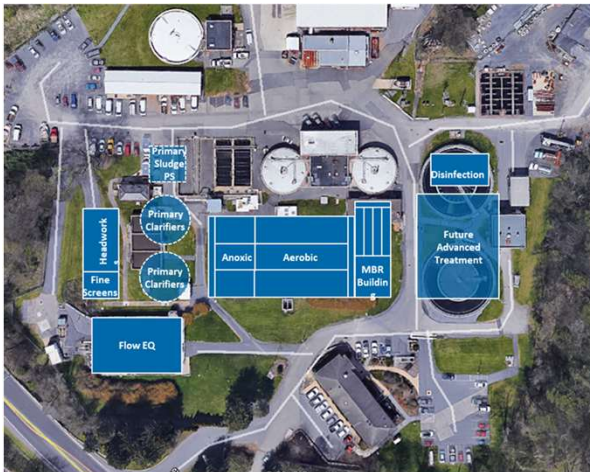 Primary
Sludge
PS
Disinfection
Headwork
s
Fine
Screens
Primary
Clarifiers
Primary
Clarifiers
Anoxic
Aerobic
MBR
Buildin
g
Future
Advanced
Treatment
Flow EQ